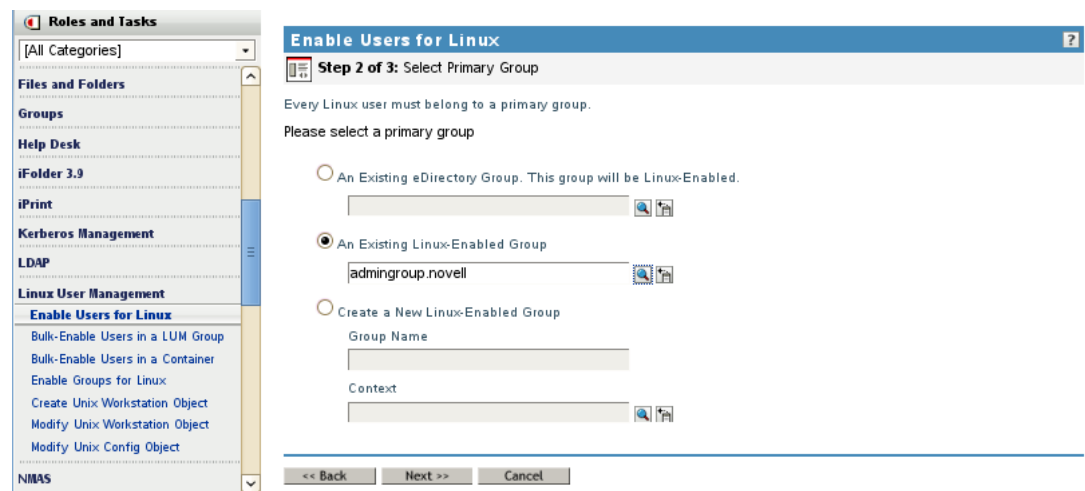 Roles and Tasks
[All Categories]
Files and Folders
Groups
Help Desk
iFolder 3.9
iPrint
Kerberos Management
LDAP
Linux User Management
Enable Users for Linux
Bulk-Enable Users in a LUM Group
Bulk-Enable Users in a Container
Enable Groups for Linux
Create Unix Workstation Object
Modify Unix Workstation Object
Modify Unix Config Object
NMAS
Enable Users for Linux
?
Step 2 of 3: Select Primary Group
Every Linux user must belong to a primary group.
Please select a primary group
An Existing eDirectory Group. This group will be Linux-Enabled.
An Existing Linux-Enabled Group
admingroup.novell
Create a New Linux-Enabled Group
Group Name
Context
<< Back Next >> Cancel